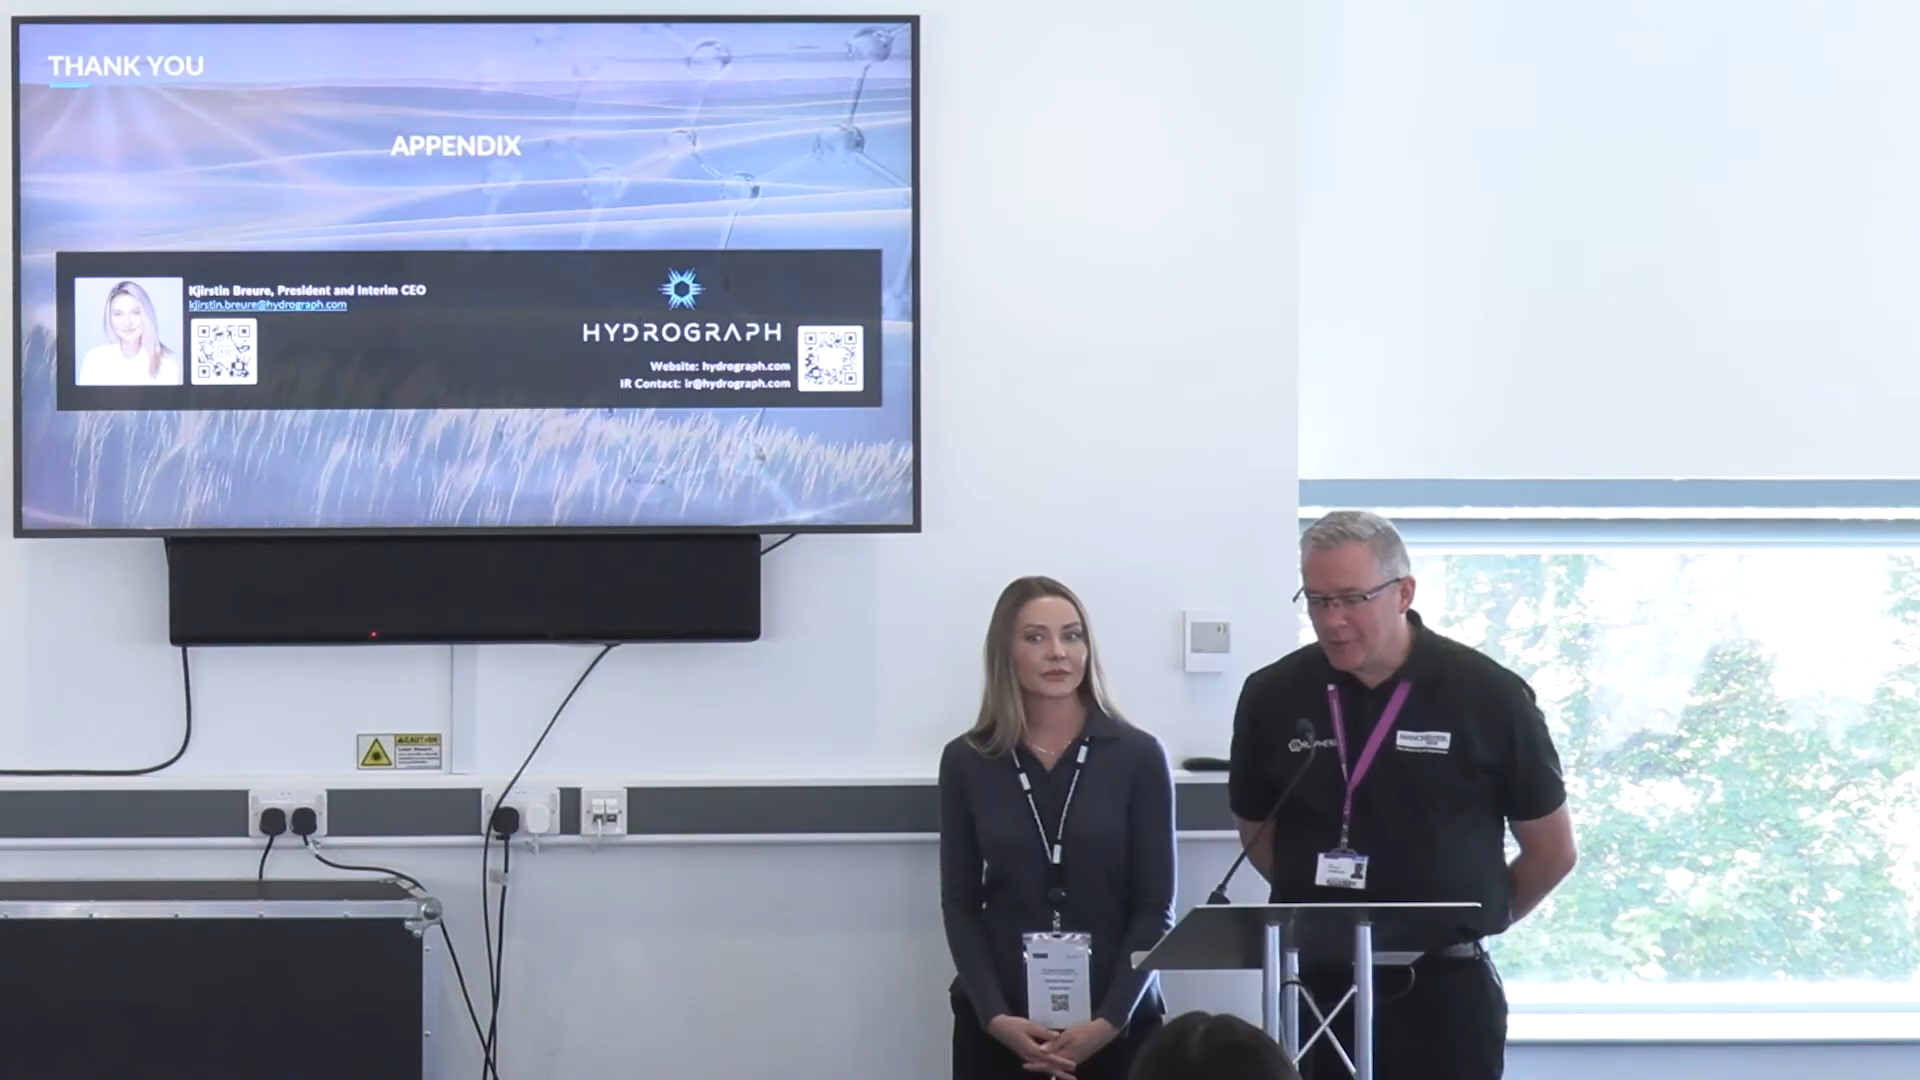 THANK YOU
APPENDIX
Kjirstin Breure, President and Interim CEO
kjirstin.breure@hydrograph.com
HYDROGRAPH
Website: hydrograph.com
IR Contact: ir@hydrograph.com
CAUTION